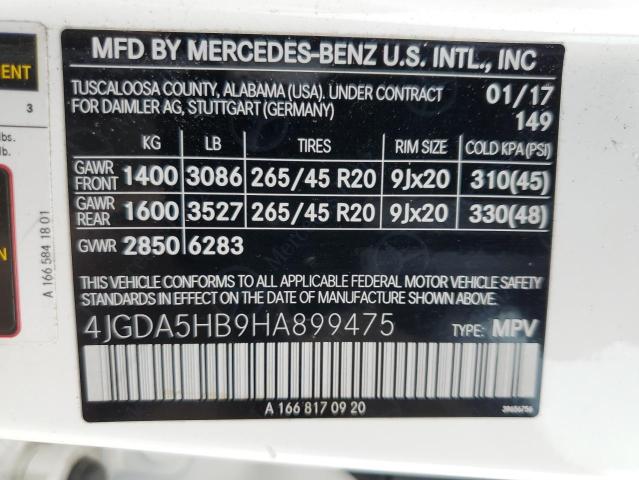 MFD BY MERCEDES-BENZ U.S. INTL., INC
TUSCALOOSA COUNTY, ALABAMA (USA). UNDER CONTRACT
FOR DAIMLER AG, STUTTGART (GERMANY)
01/17
149
KG LB TIRES RIM SIZE COLD KPA(PSI)
GAWR FRONT 1400 3086 265/45 R20 9Jx20 310(45)
GAWR REAR 1600 3527 265/45 R20 9Jx20 330(48)
GVWR 2850 6283
THIS VEHICLE CONFORMS TO ALL APPLICABLE FEDERAL MOTOR VEHICLE SAFETY
STANDARDS IN EFFECT ON THE DATE OF MANUFACTURE SHOWN ABOVE.
4JGDA5HB9HA899475 TYPE: MPV
A 166 817 09 20
A 166 584 18 01
3
lbs.
lb.